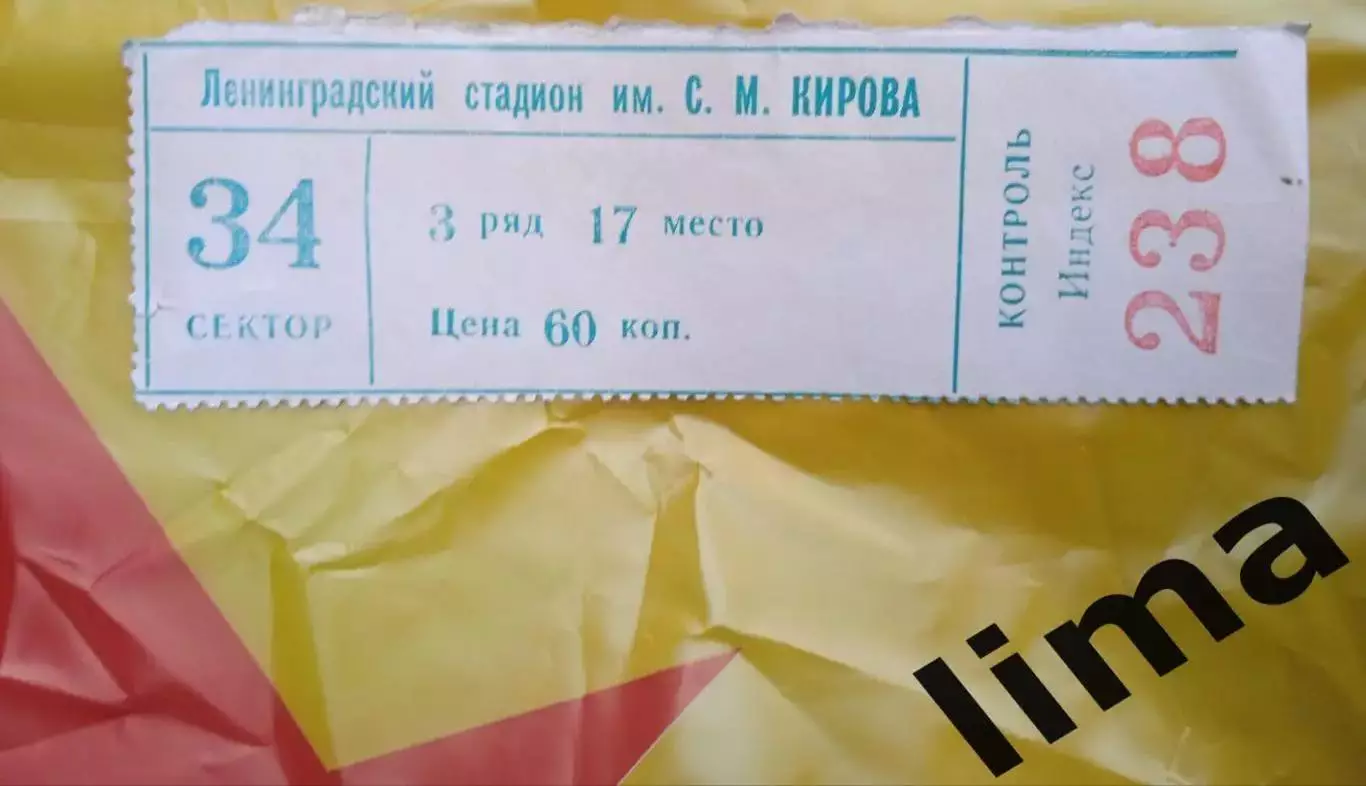 Ленинградский стадион им. С. М. КИРОВА
34
СЕКТОР
3 ряд 17 место
Цена 60 коп.
КОНТРОЛЬ
Индекс
238
lima